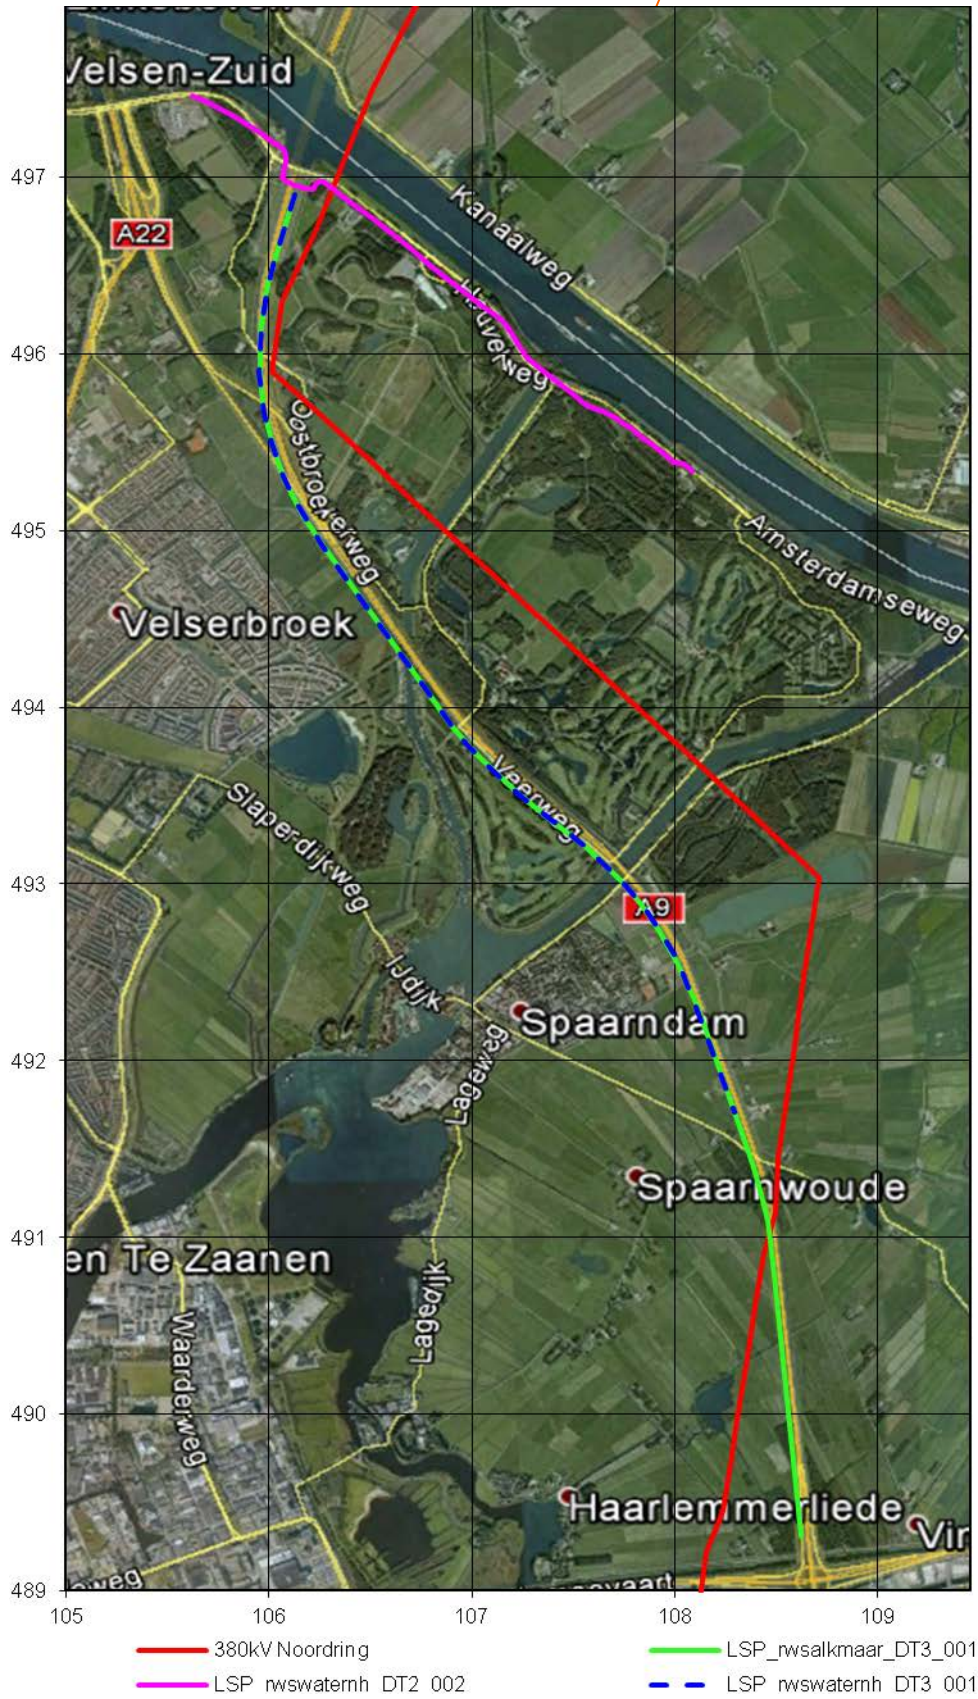 Velsen-Zuid
497
Kanaalweg
A22
496
Oostbroekerweg
495
Amsterdamseweg
Velserbroek
494
Veerweg
Slaperdijkweg
493
A9
IJdijk
Spaarndam
492
Lageweg
Spaarnwoude
491
en Te Zaanen
Lagedijk
Waarderweg
490
Haarlemmerliede
Vin
489
105
106
107
108
109
380kV Noordring
LSP_rwsalkmaar_DT3_001
LSP_rwswaternh_DT2_002
LSP_rwswaternh_DT3_001